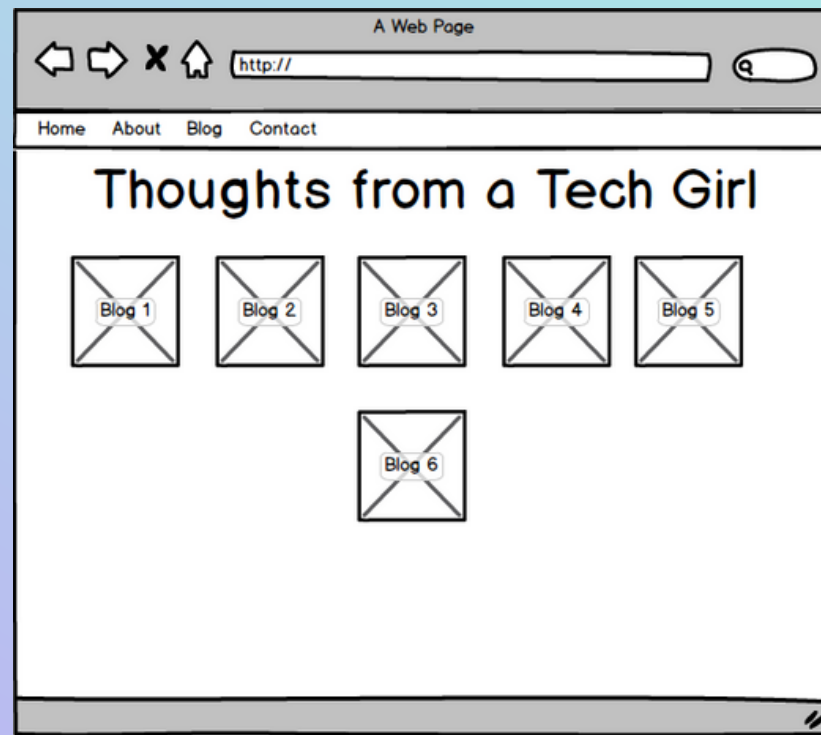 A Web Page
http://
Home About Blog Contact
Thoughts from a Tech Girl
Blog 1 Blog 2 Blog 3 Blog 4 Blog 5
Blog 6